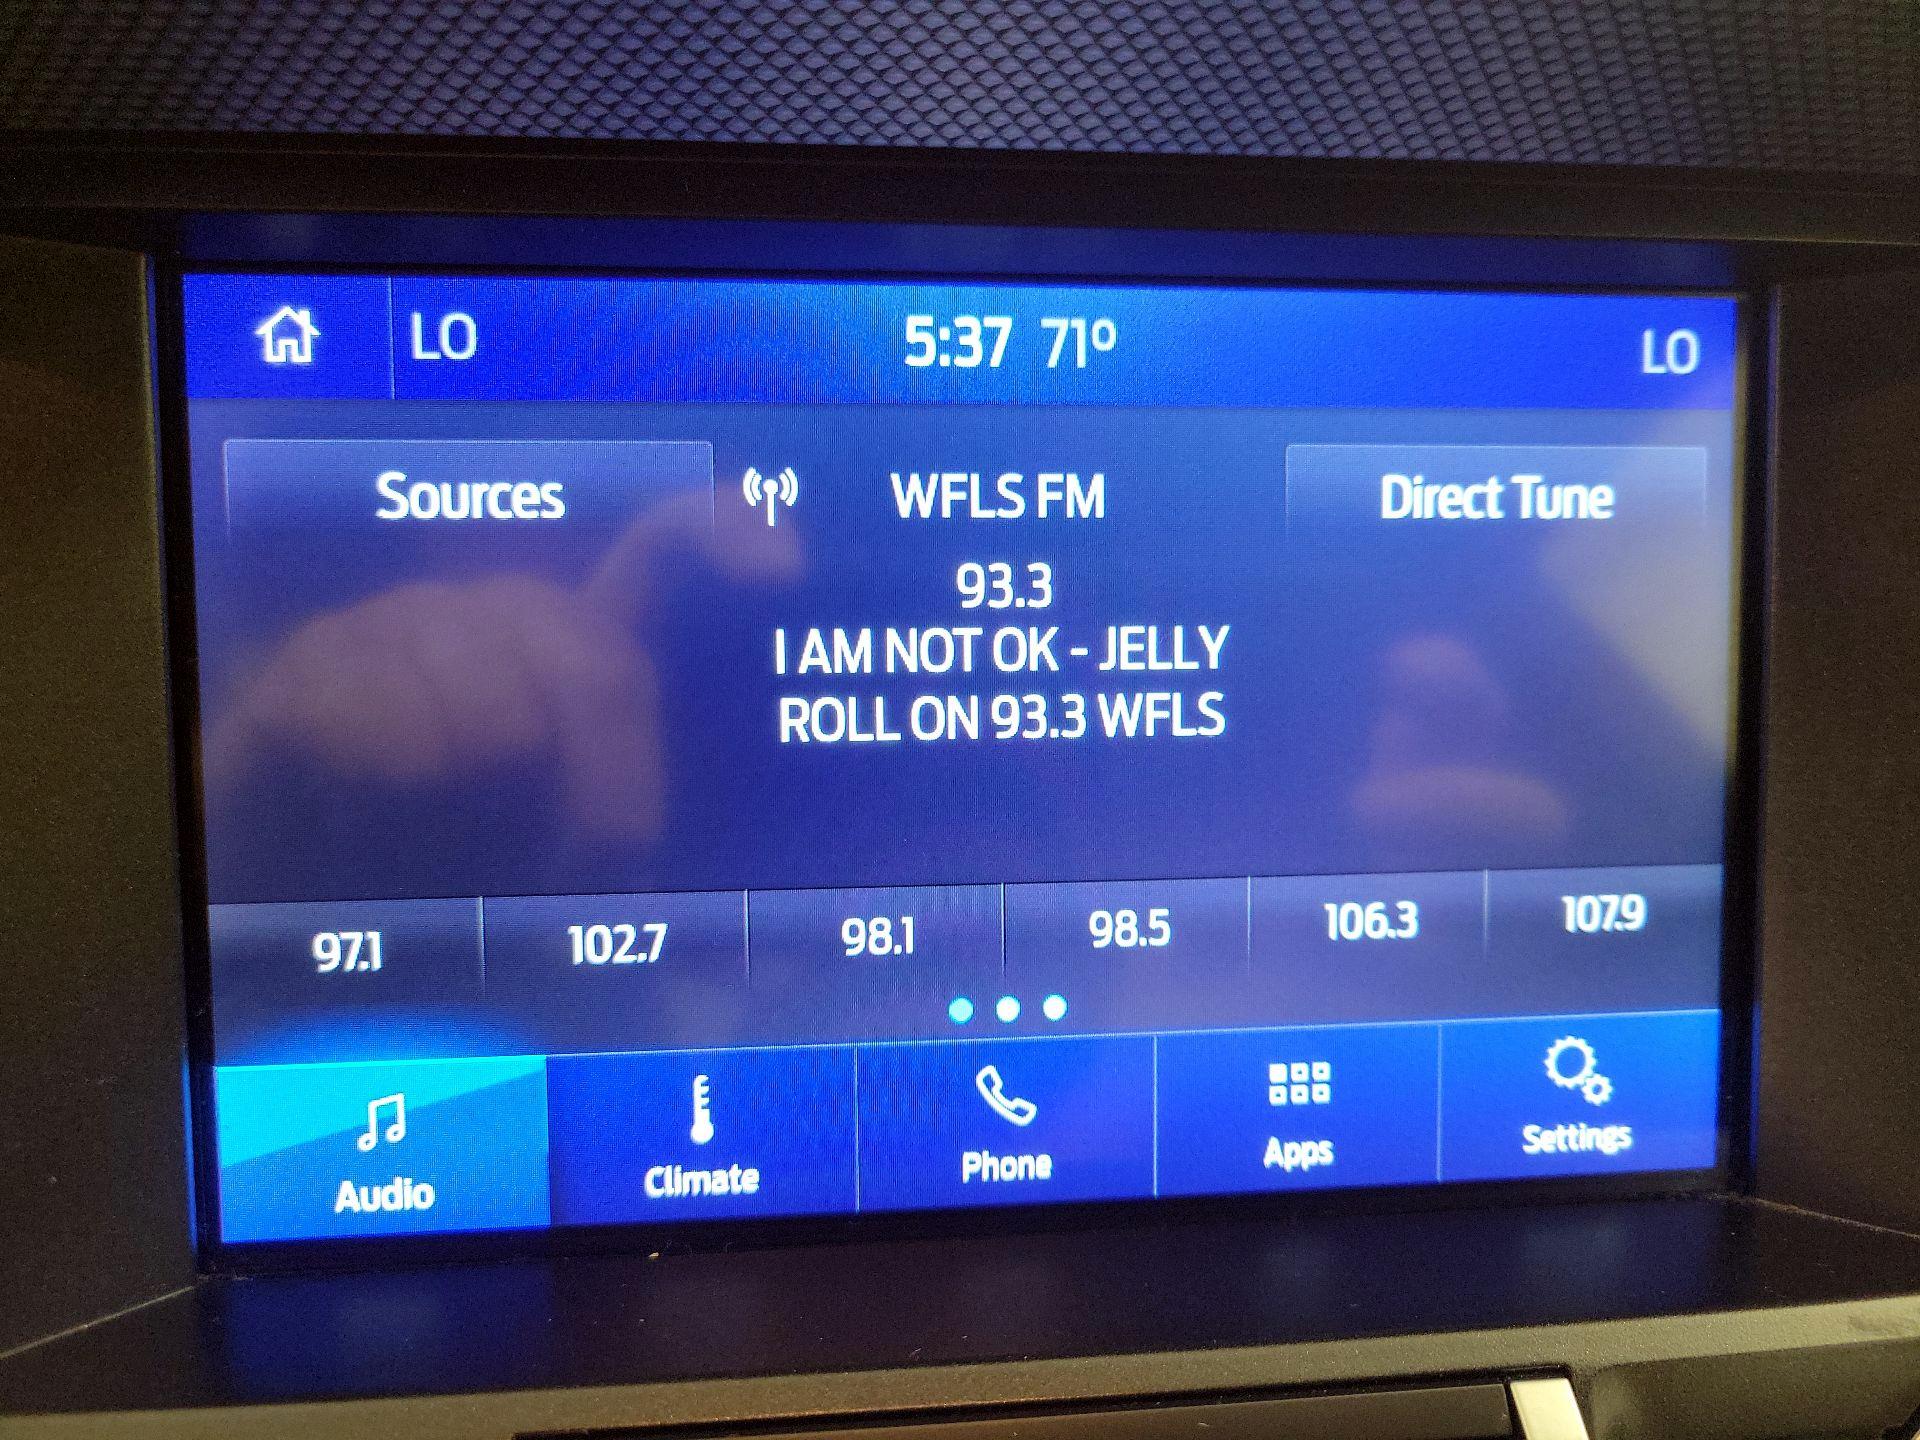 LO 5:37 71° LO
Sources WFLS FM Direct Tune
93.3
I AM NOT OK - JELLY
ROLL ON 93.3 WFLS
97.1 102.7 98.1 98.5 106.3 107.9
Audio Climate Phone Apps Settings